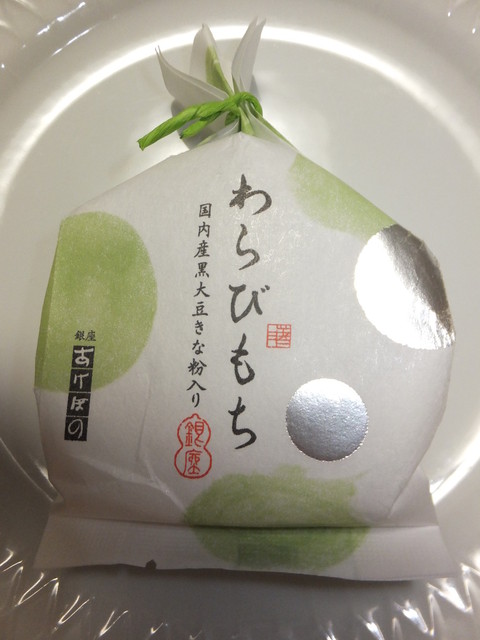 わらびもち
国内産黒大豆きな粉入り
銀座
銀座
あけぼの